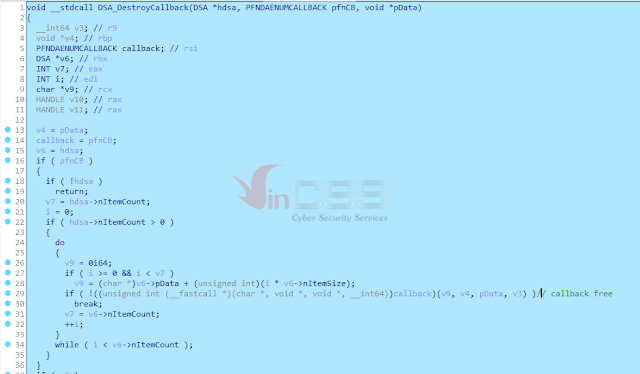 1 void __stdcall DSA_DestroyCallback(DSA *hdsa, PFNDAENUMCALLBACK pfnCB, void *pData)
2 {
3 __int64 v3; // r9
4 void *v4; // rbp
5 PFNDAENUMCALLBACK callback; // rsi
6 DSA *v6; // rbx
7 INT v7; // eax
8 INT i; // edi
9 char *v9; // rcx
10 HANDLE v10; // rax
11 HANDLE v11; // rax
12
13 v4 = pData;
14 callback = pfnCB;
15 v6 = hdsa;
16 if ( pfnCB )
17 {
18 if ( !hdsa )
19 return;
20 v7 = hdsa->nItemCount;
21 i = 0;
22 if ( hdsa->nItemCount > 0 )
23 {
24 do
25 {
26 v9 = 0i64;
27 if ( i >= 0 && i < v7 )
28 v9 = (char *)v6->pData + (unsigned int)(i * v6->nItemSize);
29 if ( !((unsigned int (__fastcall *)(char *, void *, void *, __int64))callback)(v9, v4, pData, v3) )// callback free
30 break;
31 v7 = v6->nItemCount;
32 ++i;
33 }
34 while ( i < v6->nItemCount );
35 }
36 }
VinCSS
Cyber Security Services